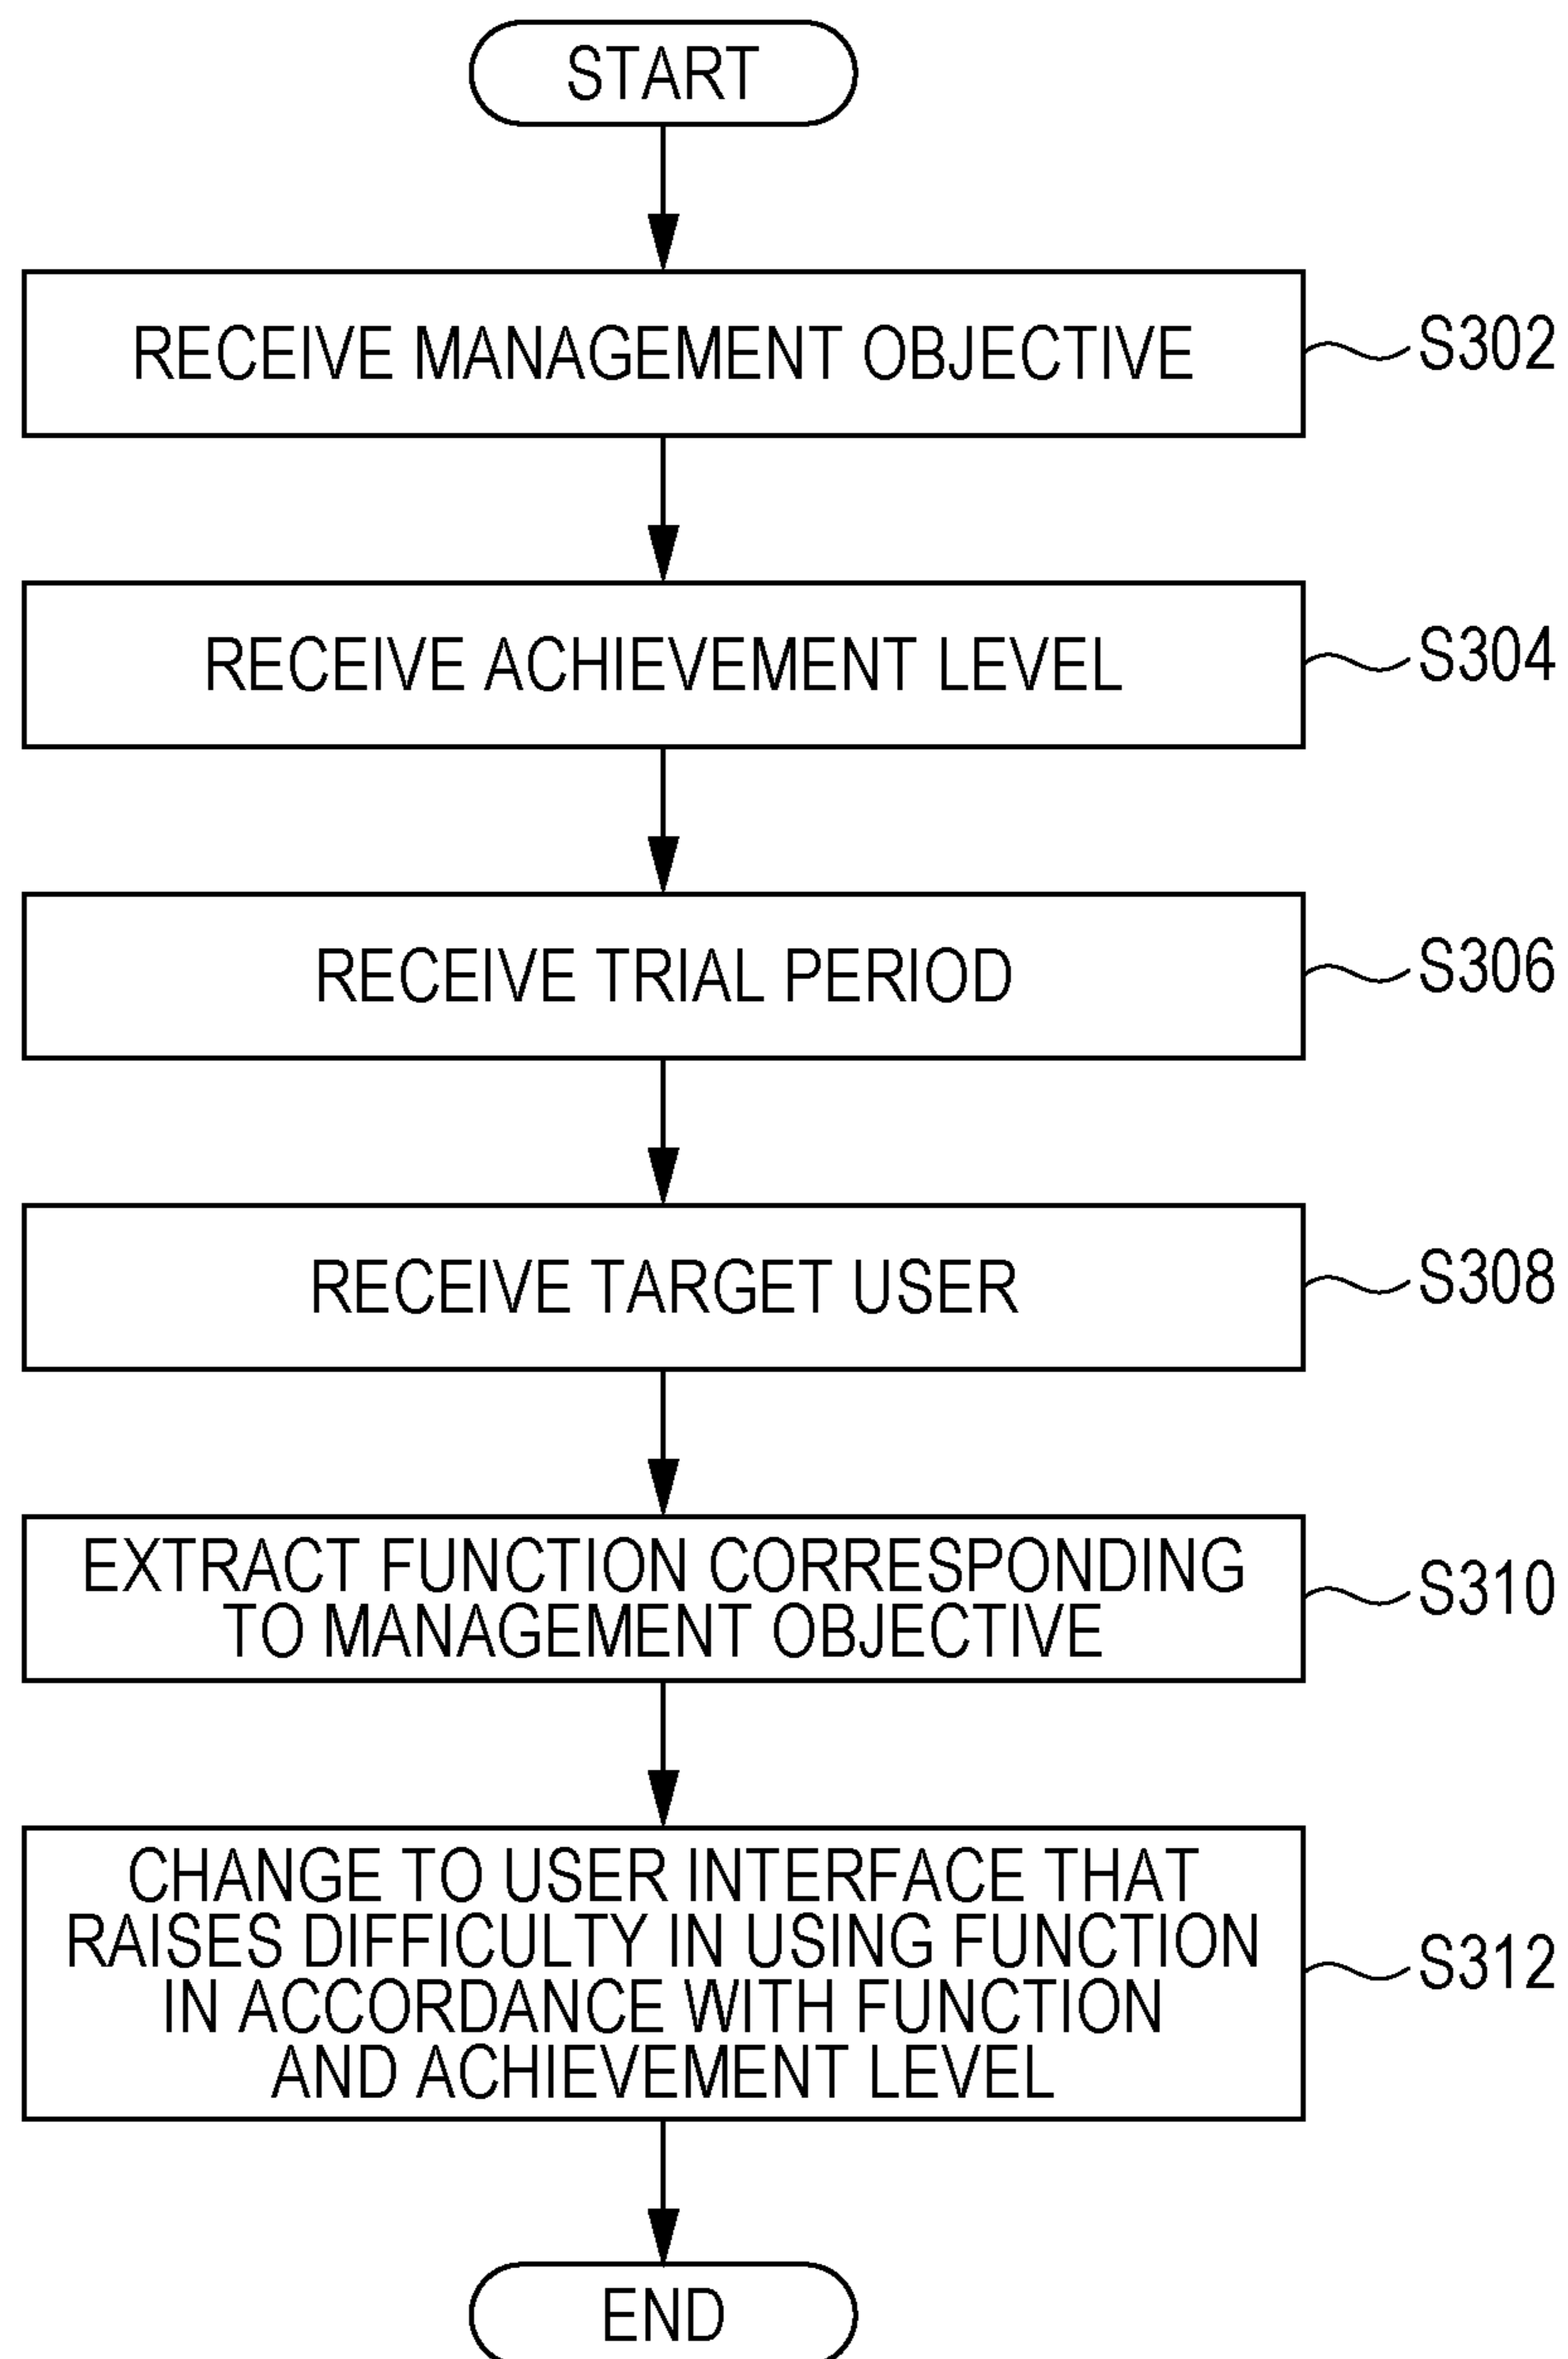 START
RECEIVE MANAGEMENT OBJECTIVE
S302
RECEIVE ACHIEVEMENT LEVEL
S304
RECEIVE TRIAL PERIOD
S306
RECEIVE TARGET USER
S308
EXTRACT FUNCTION CORRESPONDING
TO MANAGEMENT OBJECTIVE
S310
CHANGE TO USER INTERFACE THAT
RAISES DIFFICULTY IN USING FUNCTION
IN ACCORDANCE WITH FUNCTION
AND ACHIEVEMENT LEVEL
S312
END